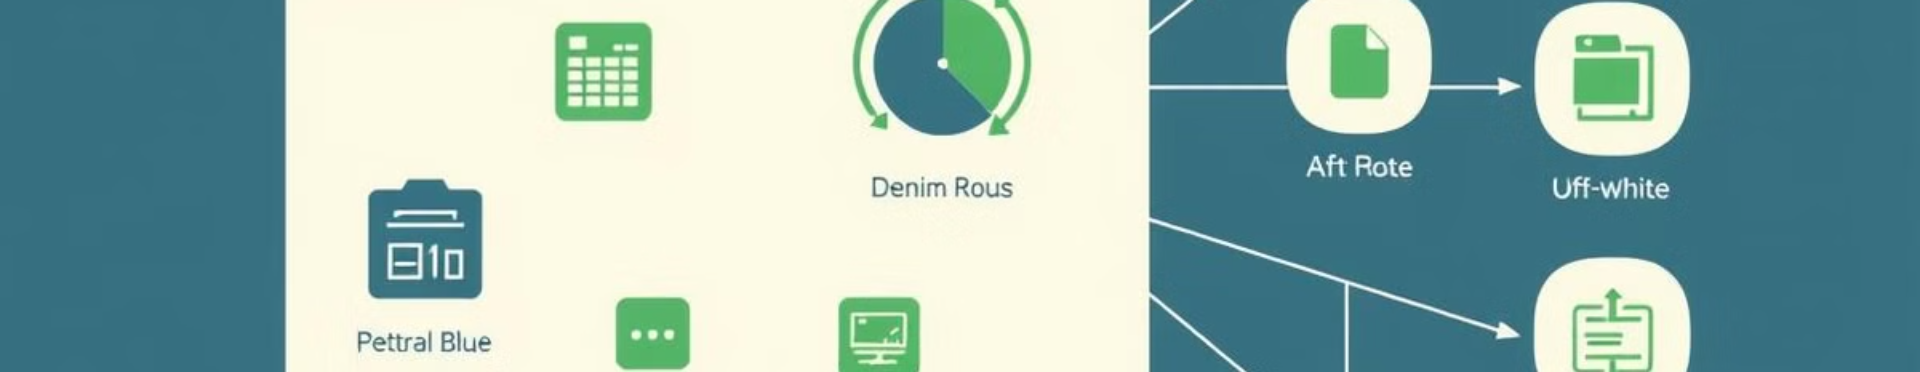 Denim Rous
Aft Rote
Uff-white
Pettral Blue